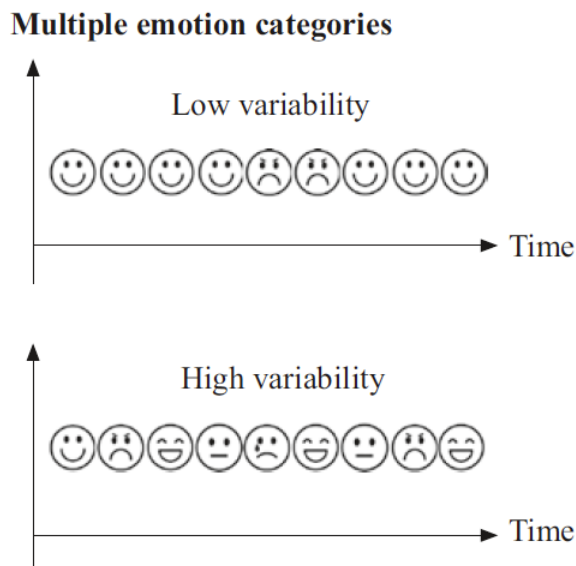 Multiple emotion categories
Low variability
Time
High variability
Time